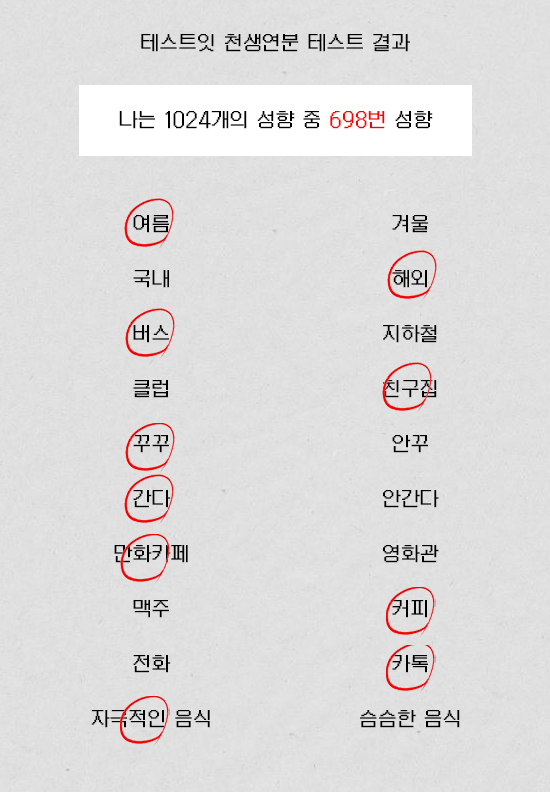 테스트잇 천생연분 테스트 결과
나는 1024개의 성향 중 698번 성향
여름 겨울
국내 해외
버스 지하철
클럽 친구집
꾸꾸 안꾸
간다 안간다
만화카페 영화관
맥주 커피
전화 카톡
자극적인 음식 슴슴한 음식